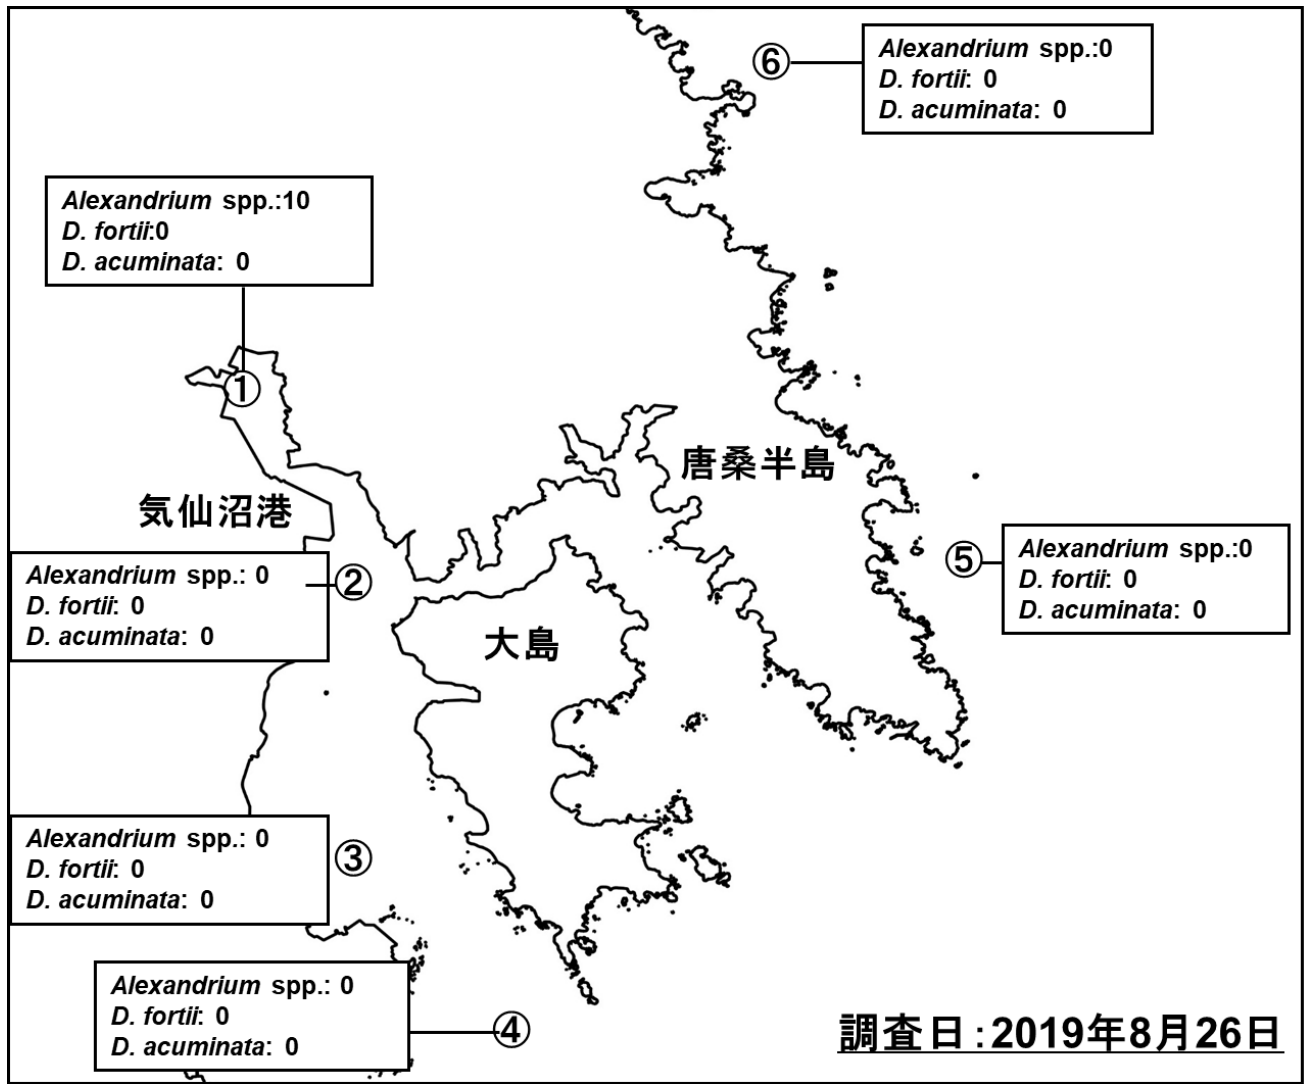 ⑥
Alexandrium spp.:0
D. fortii: 0
D. acuminata: 0
Alexandrium spp.:10
D. fortii:0
D. acuminata: 0
①
唐桑半島
気仙沼港
Alexandrium spp.: 0
D. fortii: 0
D. acuminata: 0
②
⑤
Alexandrium spp.:0
D. fortii: 0
D. acuminata: 0
大島
Alexandrium spp.: 0
D. fortii: 0
D. acuminata: 0
③
Alexandrium spp.: 0
D. fortii: 0
D. acuminata: 0
④
調査日:2019年8月26日